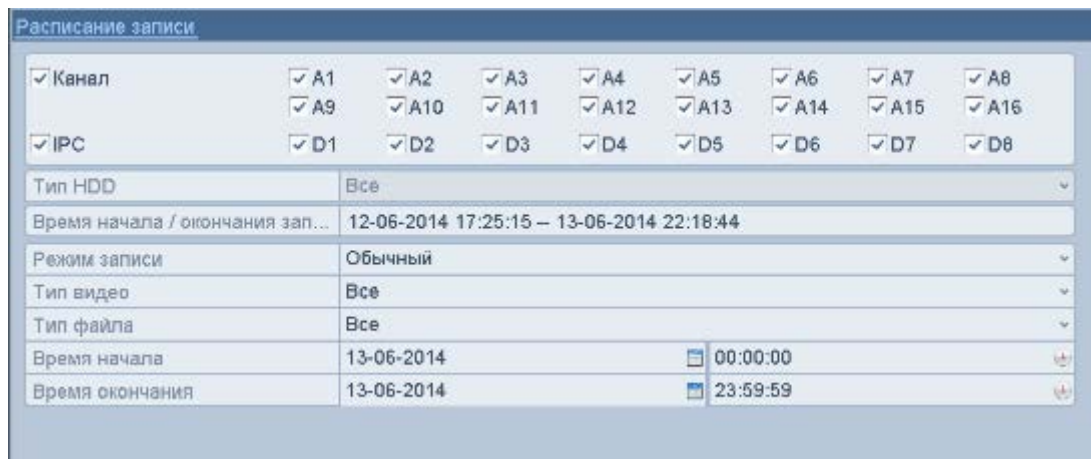 Расписание записи
Канал A1 A2 A3 A4 A5 A6 A7 A8
A9 A10 A11 A12 A13 A14 A15 A16
IPC D1 D2 D3 D4 D5 D6 D7 D8
Тип HDD Все
Время начала / окончания зап... 12-06-2014 17:25:15 -- 13-06-2014 22:18:44
Режим записи Обычный
Тип видео Все
Тип файла Все
Время начала 13-06-2014 00:00:00
Время окончания 13-06-2014 23:59:59